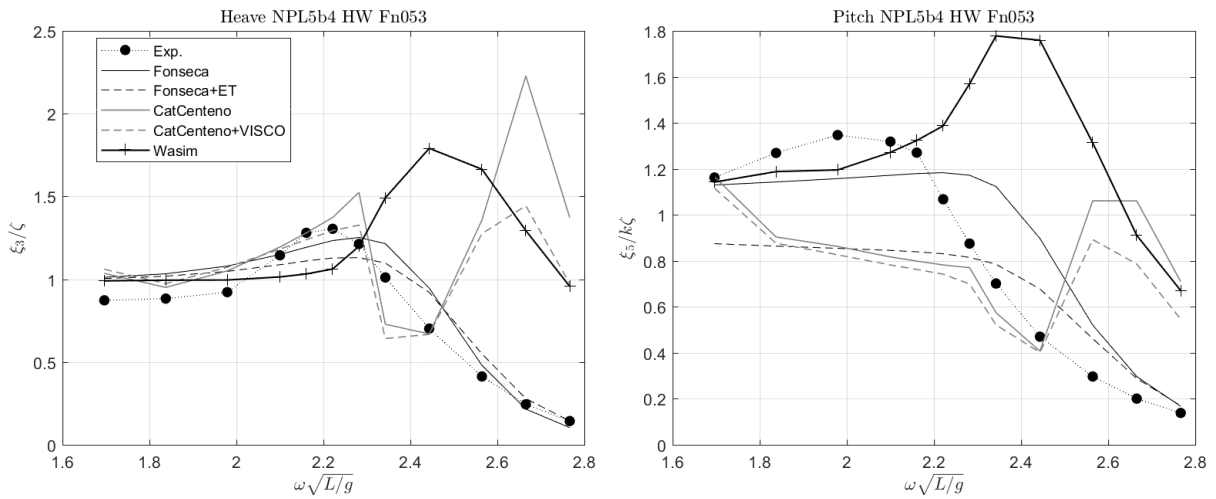 Heave NPL5b4 HW Fn053
2.5
2
1.5
1
0.5
0
ξ₃/ζ
Exp.
Fonseca
Fonseca+ET
CatCenteno
CatCenteno+VISCO
Wasim
1.6 1.8 2 2.2 2.4 2.6 2.8
ω√L/g
Pitch NPL5b4 HW Fn053
1.8
1.6
1.4
1.2
1
0.8
0.6
0.4
0.2
0
ξ₅/kζ
1.6 1.8 2 2.2 2.4 2.6 2.8
ω√L/g